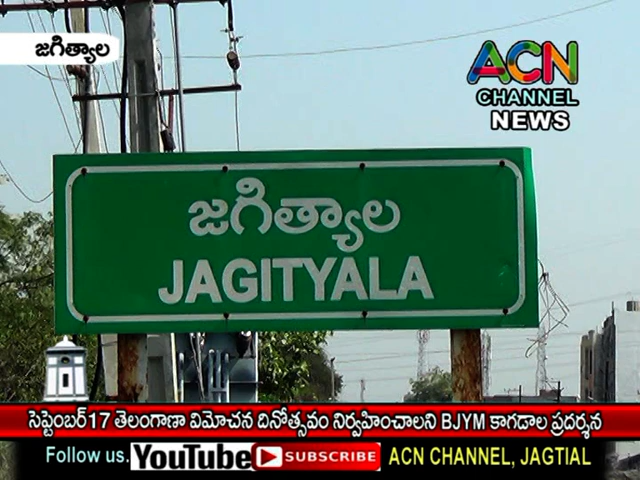 జగిత్యాల
ACN
CHANNEL
NEWS
జగిత్యాల
JAGITYALA
సెప్టెంబర్17 తెలంగాణా విమోచన దినోత్సవం నిర్వహించాలని BJYM కాగడాల ప్రదర్శన
Follow us. YouTube SUBSCRIBE ACN CHANNEL, JAGTIAL